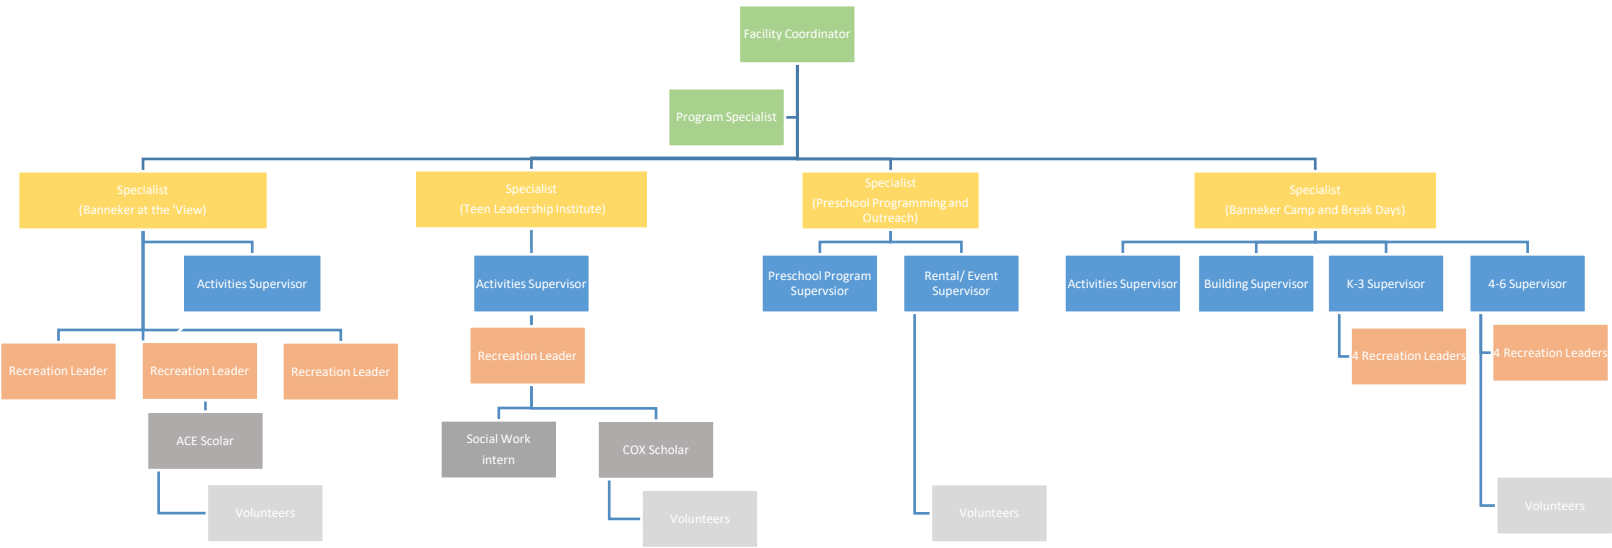 Facility Coordinator
Program Specialist
Specialist
(Banneker at the 'View)
Specialist
(Teen Leadership Institute)
Specialist
(Preschool Programming and
Outreach)
Specialist
(Banneker Camp and Break Days)
Activities Supervisor
Activities Supervisor
Preschool Program
Supervsior
Rental/ Event
Supervisor
Activities Supervisor
Building Supervisor
K-3 Supervisor
4-6 Supervisor
Recreation Leader
Recreation Leader
Recreation Leader
Recreation Leader
4 Recreation Leaders
4 Recreation Leaders
ACE Scolar
Social Work
intern
COX Scholar
Volunteers
Volunteers
Volunteers
Volunteers